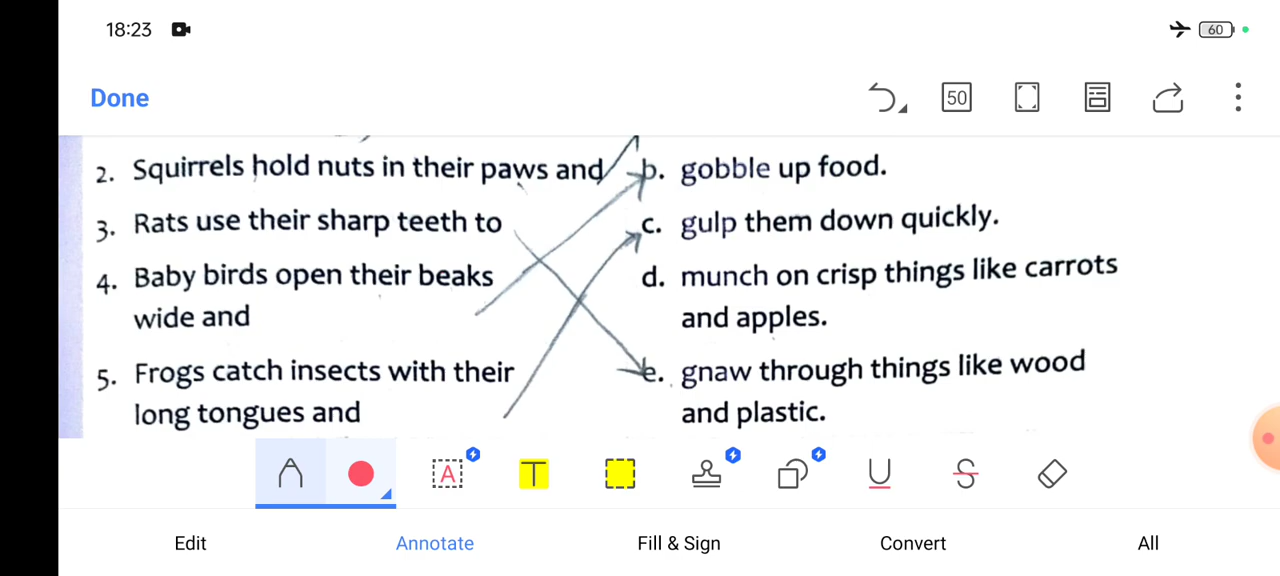 18:23
60
Done
50
2. Squirrels hold nuts in their paws and
b. gobble up food.
3. Rats use their sharp teeth to
c. gulp them down quickly.
4. Baby birds open their beaks
wide and
d. munch on crisp things like carrots
and apples.
5. Frogs catch insects with their
long tongues and
e. gnaw through things like wood
and plastic.
A
T
U
S
Edit
Annotate
Fill & Sign
Convert
All